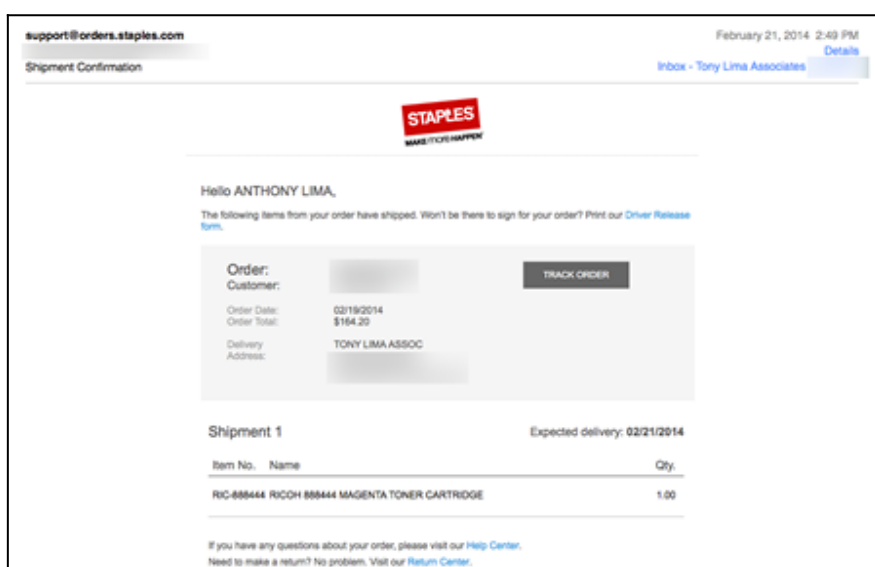 support@orders.staples.com
February 21, 2014 2:49 PM
Details
Shipment Confirmation
Inbox - Tony Lima Associates
STAPLES
MAKE more HAPPEN
Hello ANTHONY LIMA,
The following items from your order have shipped. Won't be there to sign for your order? Print our Driver Release
form.
Order:
TRACK ORDER
Customer:
Order Date: 02/19/2014
Order Total: $164.20
Delivery TONY LIMA ASSOC
Address:
Shipment 1 Expected delivery: 02/21/2014
Item No. Name Qty.
RIC-888444 RICOH 888444 MAGENTA TONER CARTRIDGE 1.00
If you have any questions about your order, please visit our Help Center.
Need to make a return? No problem. Visit our Return Center.